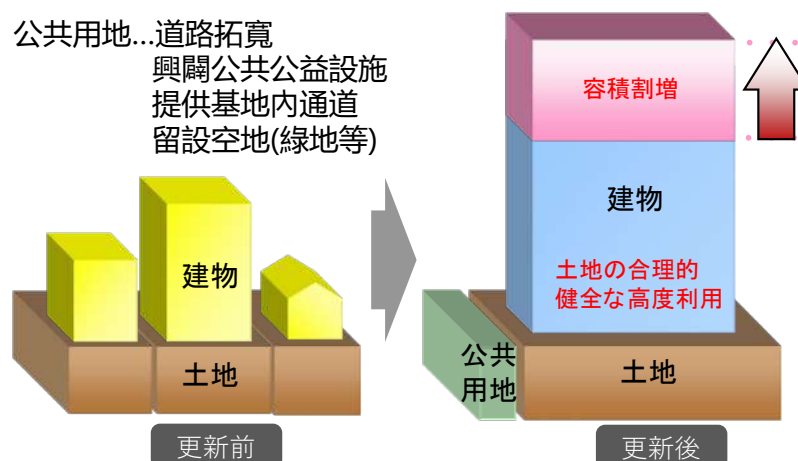 公共用地...道路拓寬
興闢公共公益設施
提供基地内通道
留設空地(綠地等)
建物
土地
更新前
容積割増
建物
土地の合理的
健全な高度利用
公共
用地
土地
更新後